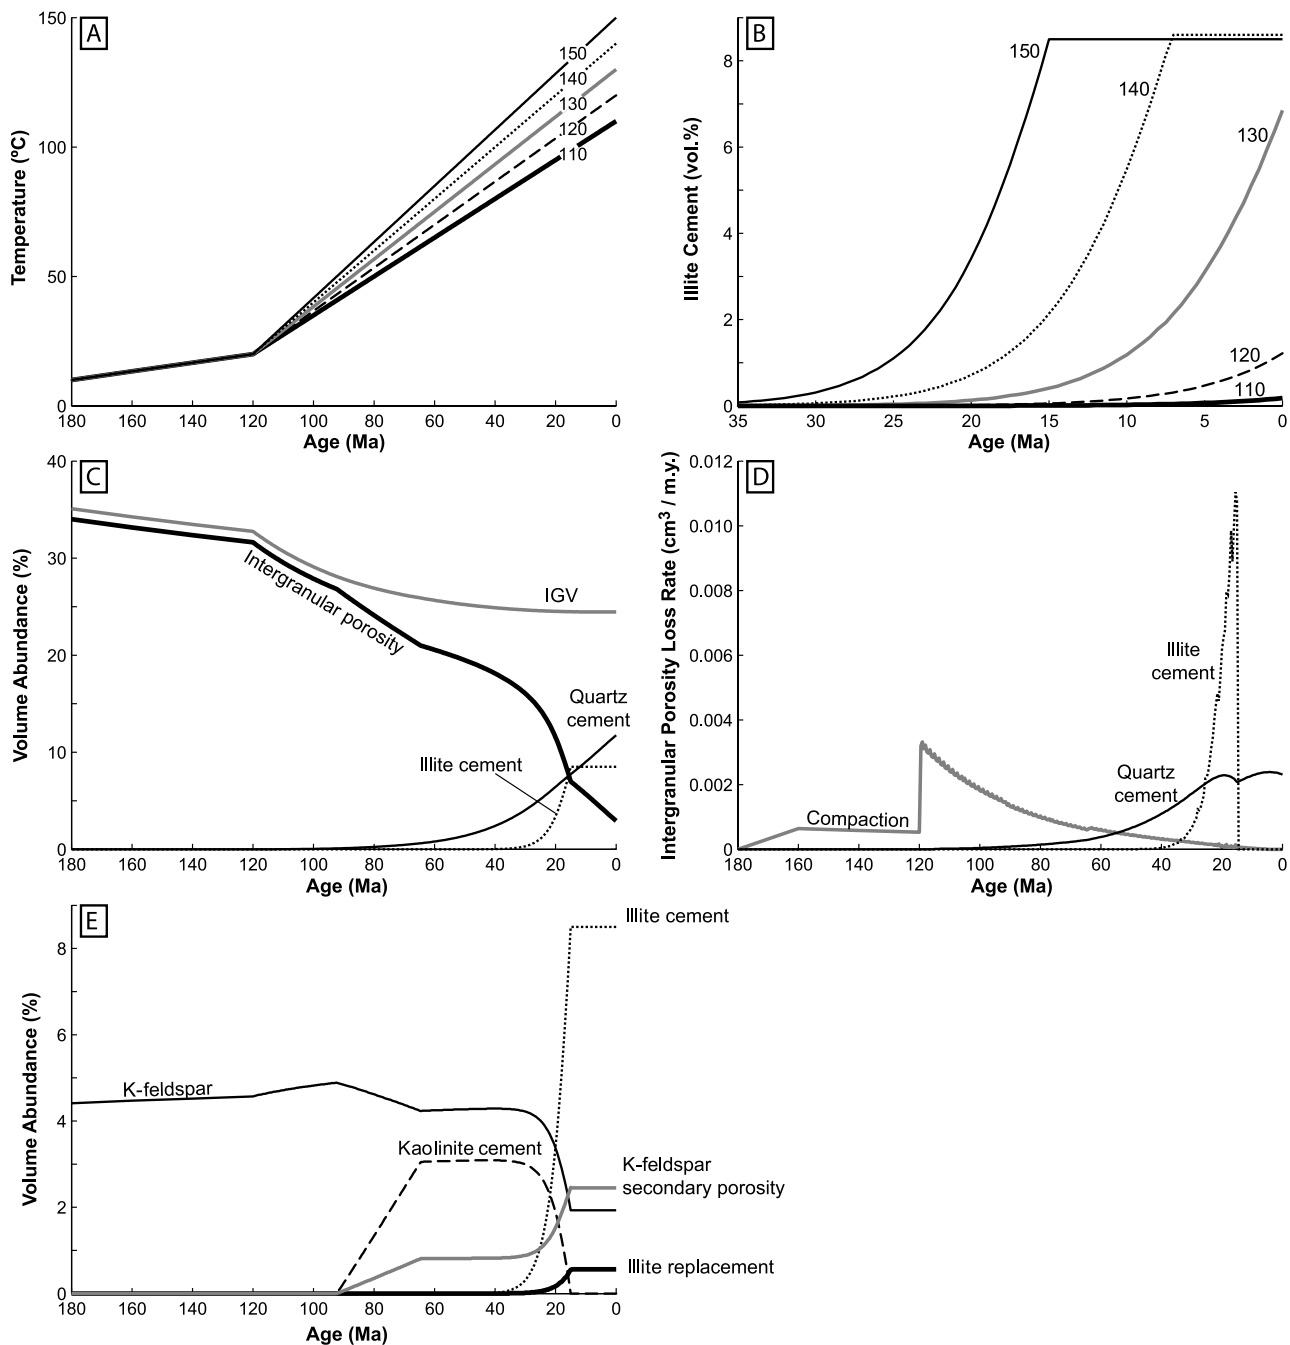 A
150
100
50
0
Temperature (ºC)
150
140
130
120
110
180 160 140 120 100 80 60 40 20 0
Age (Ma)
B
8
6
4
2
0
Illite Cement (vol.%)
150
140
130
120
110
35 30 25 20 15 10 5 0
Age (Ma)
C
40
30
20
10
0
Volume Abundance (%)
Intergranular porosity
IGV
Quartz
cement
Illite cement
180 160 140 120 100 80 60 40 20 0
Age (Ma)
D
0.012
0.010
0.008
0.006
0.004
0.002
0
Intergranular Porosity Loss Rate (cm³ / m.y.)
Illite
cement
Quartz
cement
Compaction
180 160 140 120 100 80 60 40 20 0
Age (Ma)
E
8
6
4
2
0
Volume Abundance (%)
Illite cement
K-feldspar
Kaolinite cement
K-feldspar
secondary porosity
Illite replacement
180 160 140 120 100 80 60 40 20 0
Age (Ma)